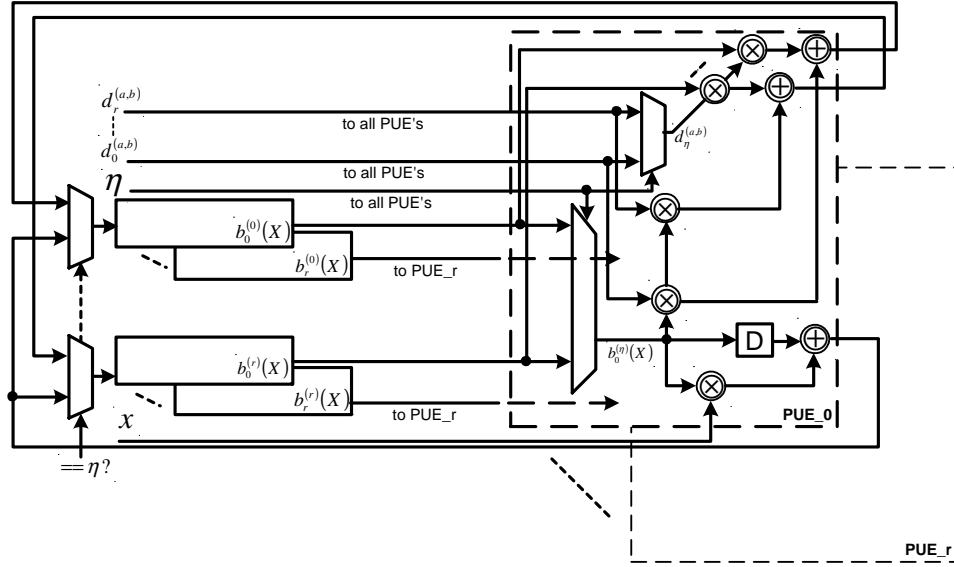 d_r^{(a,b)}
to all PUE's
d_η^{(a,b)}
d_0^{(a,b)}
to all PUE's
η
to all PUE's
b_0^{(0)}(X)
b_r^{(0)}(X)
to PUE_r
D
b_0^{(η)}(X)
b_0^{(r)}(X)
b_r^{(r)}(X)
to PUE_r
PUE_0
x
== η?
PUE_r